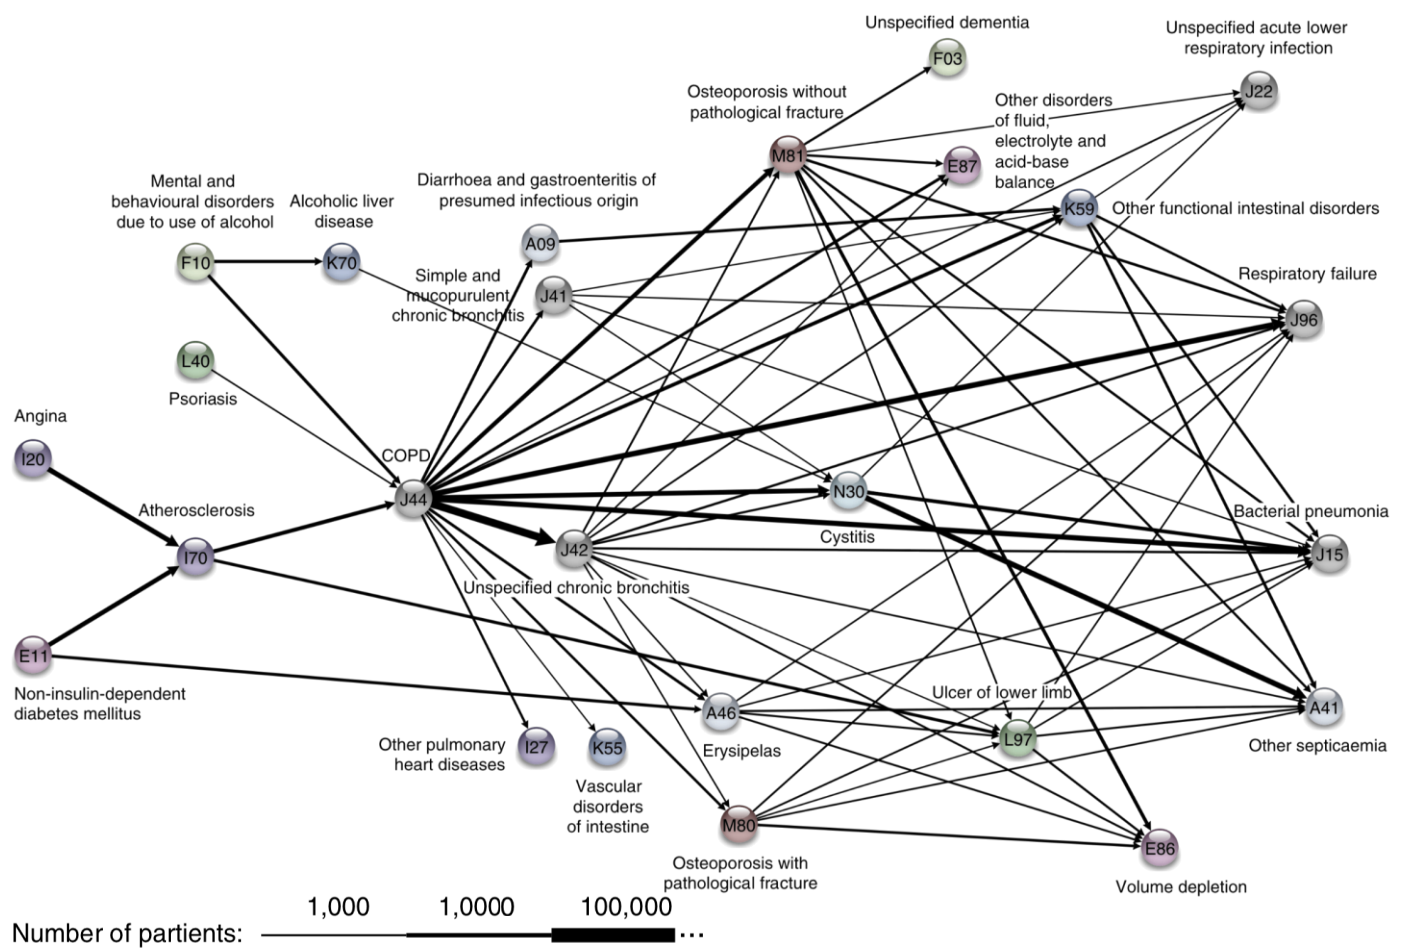 Unspecified dementia
F03
Unspecified acute lower
respiratory infection
J22
Osteoporosis without
pathological fracture
M81
Other disorders
of fluid,
electrolyte and
acid-base
balance
E87
Mental and
behavioural disorders
due to use of alcohol
F10
Alcoholic liver
disease
K70
Diarrhoea and gastroenteritis of
presumed infectious origin
A09
K59
Other functional intestinal disorders
Simple and
mucopurulent
chronic bronchitis
J41
Respiratory failure
J96
L40
Psoriasis
Angina
I20
COPD
J44
Atherosclerosis
I70
N30
Cystitis
Bacterial pneumonia
J15
J42
Unspecified chronic bronchitis
E11
Non-insulin-dependent
diabetes mellitus
A46
Erysipelas
Ulcer of lower limb
L97
A41
Other septicaemia
Other pulmonary
heart diseases
I27
K55
Vascular
disorders
of intestine
M80
Osteoporosis with
pathological fracture
E86
Volume depletion
1,000
1,0000
100,000
Number of partients:
...